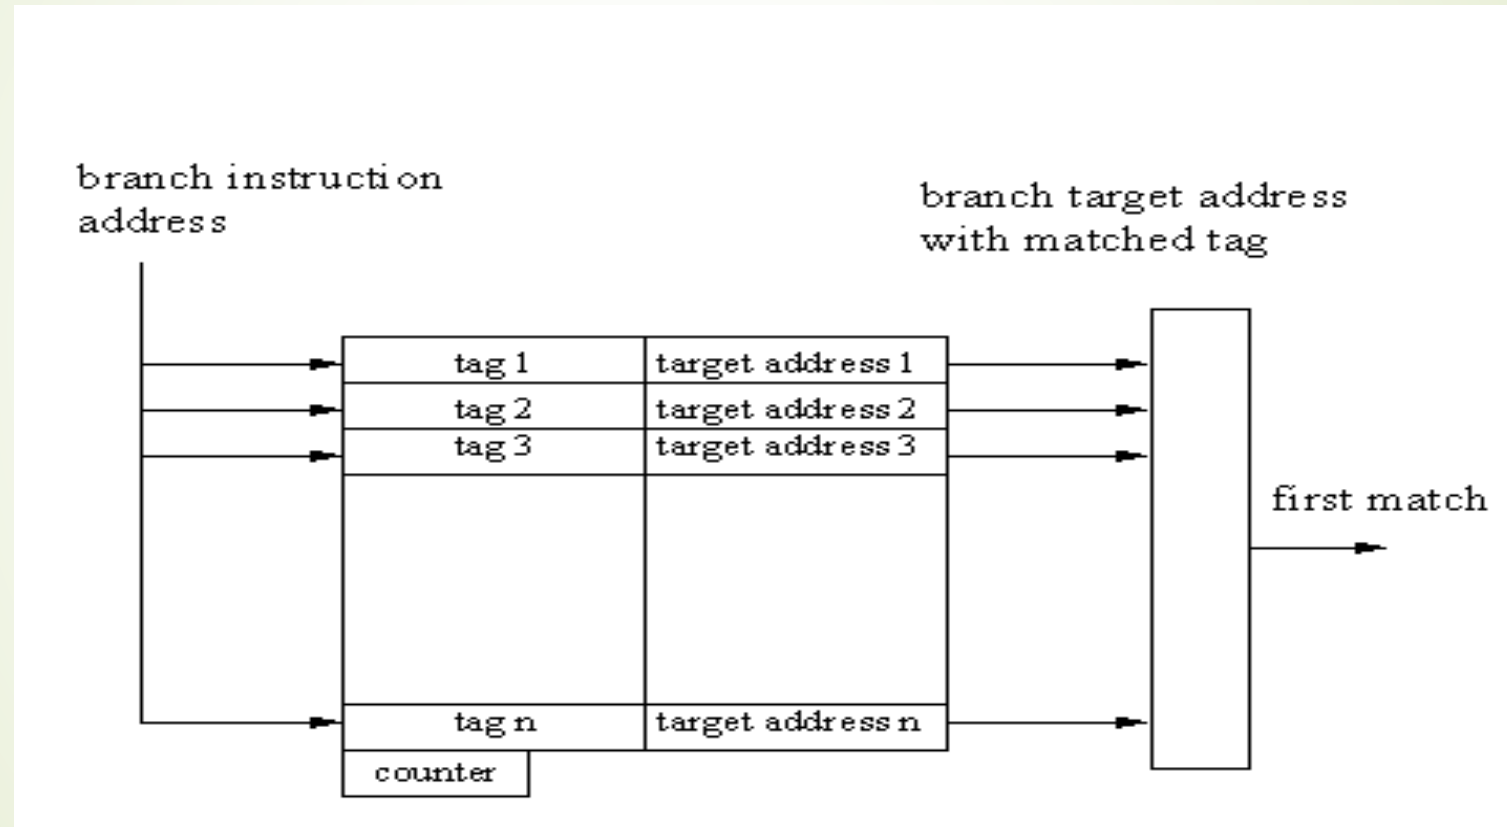 branch instruction
address
branch target address
with matched tag
tag 1 target address 1
tag 2 target address 2
tag 3 target address 3
first match
tag n target address n
counter